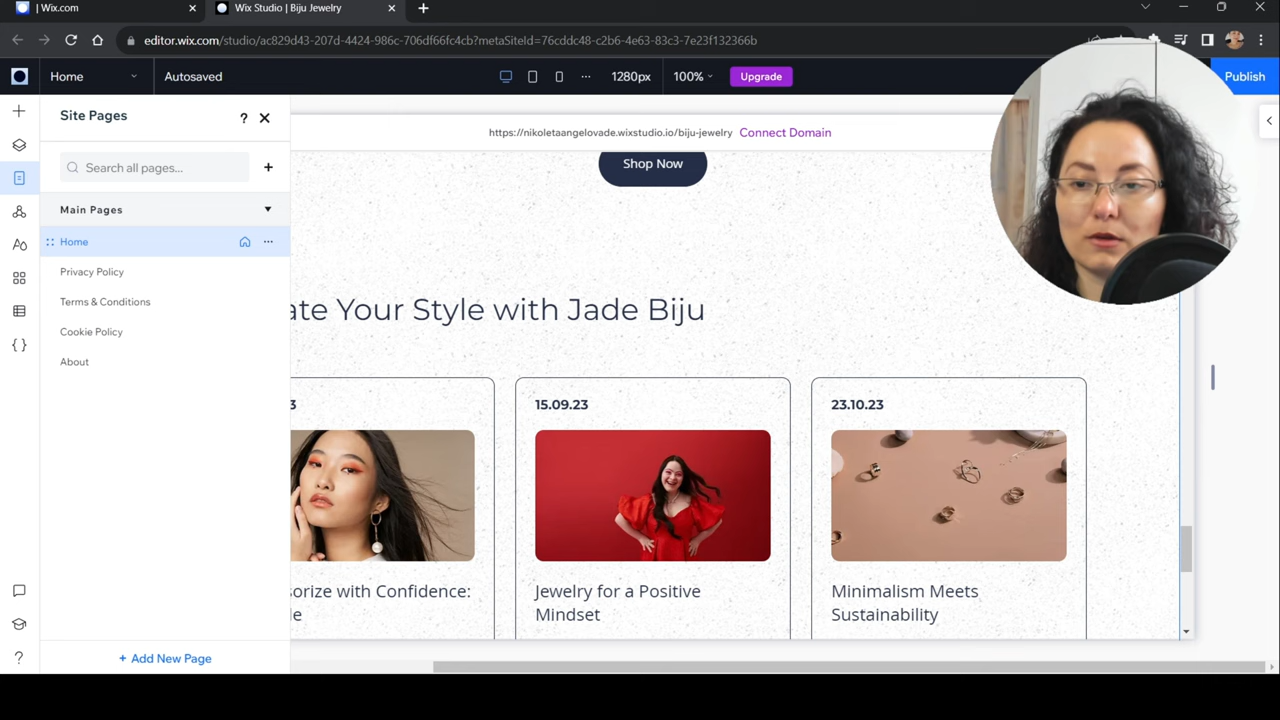 | Wix.com
Wix Studio | Biju Jewelry
editor.wix.com/studio/ac829d43-207d-4424-986c-706df66fc4cb?metaSiteId=76cddc48-c2b6-4e63-83c3-7e23f132366b
Home
Autosaved
1280px
100%
Upgrade
Publish
Site Pages
?
https://nikoletaangelovade.wixstudio.io/biju-jewelry Connect Domain
Search all pages...
Shop Now
Main Pages
Home
Privacy Policy
Terms & Conditions
Cookie Policy
About
ate Your Style with Jade Biju
3
15.09.23
23.10.23
sorize with Confidence:
le
Jewelry for a Positive
Mindset
Minimalism Meets
Sustainability
+ Add New Page